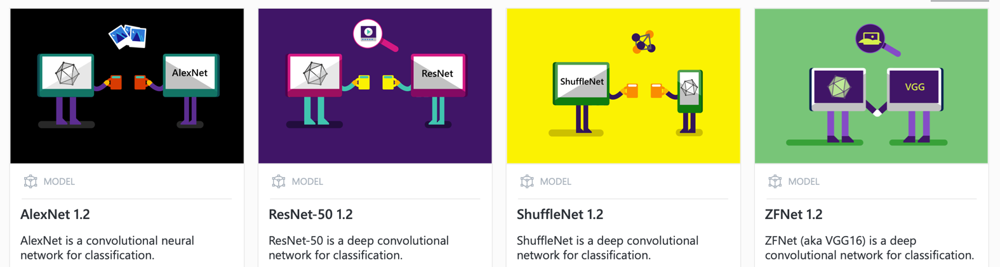 AlexNet
ResNet
ShuffleNet
VGG
MODEL
AlexNet 1.2
AlexNet is a convolutional neural
network for classification.
MODEL
ResNet-50 1.2
ResNet-50 is a deep convolutional
network for classification.
MODEL
ShuffleNet 1.2
ShuffleNet is a deep convolutional
network for classification.
MODEL
ZFNet 1.2
ZFNet (aka VGG16) is a deep
convolutional network for classification.